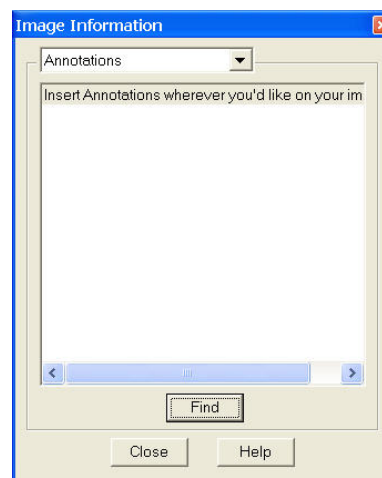 Image Information
Annotations
Insert Annotations wherever you'd like on your im
Find
Close
Help